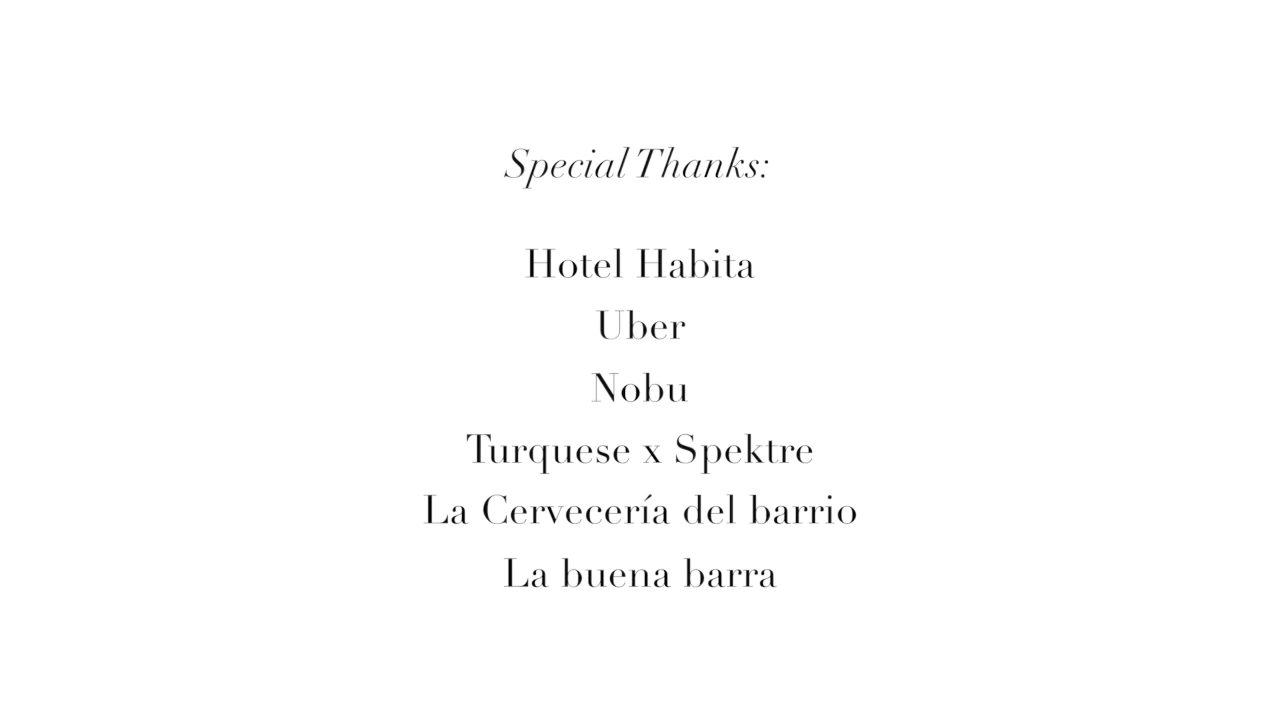 Special Thanks:
Hotel Habita
Uber
Nobu
Turquese x Spektre
La Cervecería del barrio
La buena barra